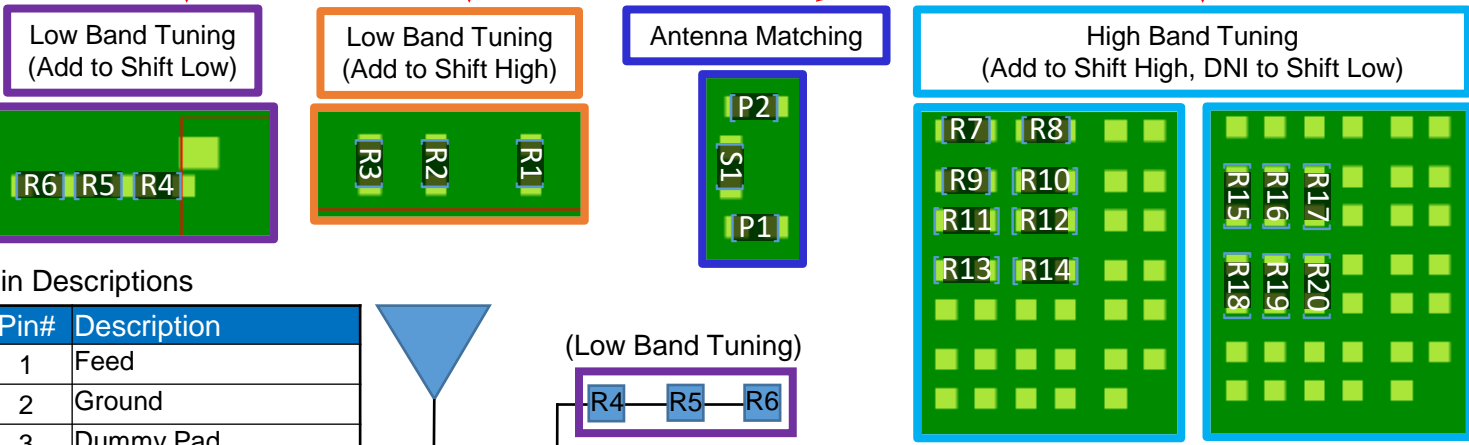 Low Band Tuning
(Add to Shift Low)
Low Band Tuning
(Add to Shift High)
Antenna Matching
High Band Tuning
(Add to Shift High, DNI to Shift Low)
R6 R5 R4
R3 R2 R1
P2
S1
P1
R7 R8
R9 R10
R11 R12
R13 R14
R15 R16 R17
R18 R19 R20
in Descriptions
Pin# Description
1 Feed
2 Ground
3 Dummy Pad
(Low Band Tuning)
R4 R5 R6